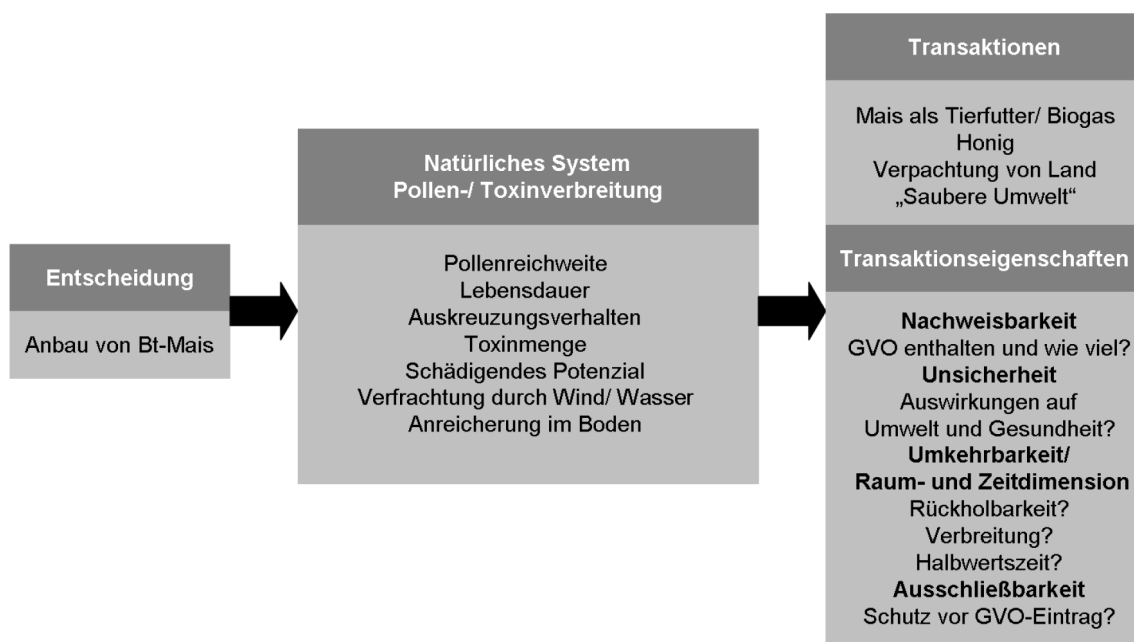 Entscheidung
Anbau von Bt-Mais
Natürliches System
Pollen-/ Toxinverbreitung
Pollenreichweite
Lebensdauer
Auskreuzungsverhalten
Toxinmenge
Schädigendes Potenzial
Verfrachtung durch Wind/ Wasser
Anreicherung im Boden
Transaktionen
Mais als Tierfutter/ Biogas
Honig
Verpachtung von Land
„Saubere Umwelt“
Transaktionseigenschaften
Nachweisbarkeit
GVO enthalten und wie viel?
Unsicherheit
Auswirkungen auf
Umwelt und Gesundheit?
Umkehrbarkeit/
Raum- und Zeitdimension
Rückholbarkeit?
Verbreitung?
Halbwertszeit?
Ausschließbarkeit
Schutz vor GVO-Eintrag?